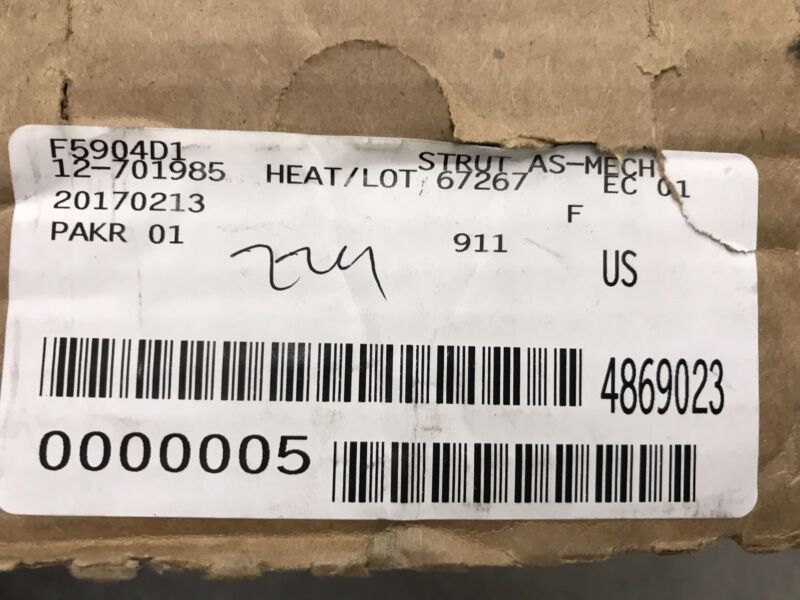 F5904D1 STRUT AS-MECH
12-701985 HEAT/LOT 67267 EC 01
20170213 F
PAKR 01 911 US
4869023
0000005